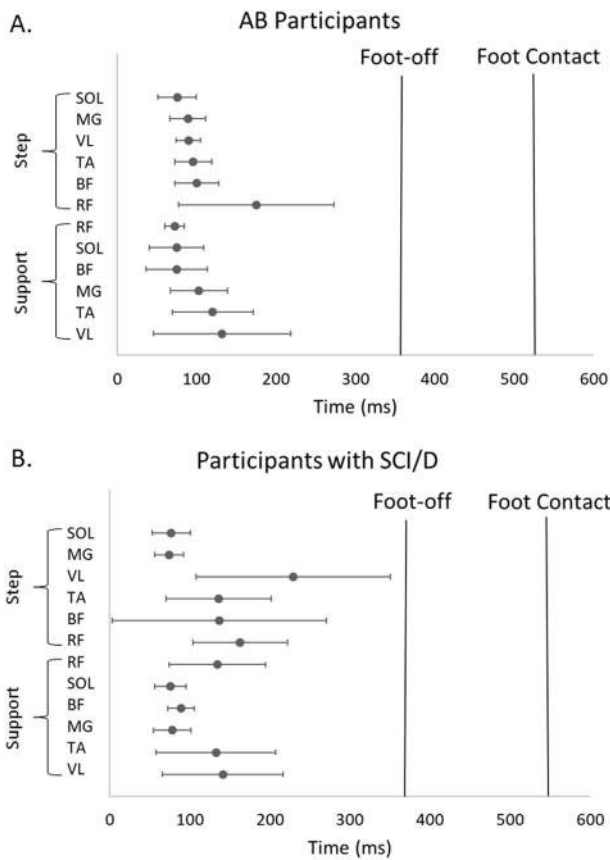 A.
AB Participants
Foot-off Foot Contact
Step
SOL
MG
VL
TA
BF
RF
Support
RF
SOL
BF
MG
TA
VL
0 100 200 300 400 500 600
Time (ms)
B.
Participants with SCI/D
Foot-off Foot Contact
Step
SOL
MG
VL
TA
BF
RF
Support
RF
SOL
BF
MG
TA
VL
0 100 200 300 400 500 600
Time (ms)